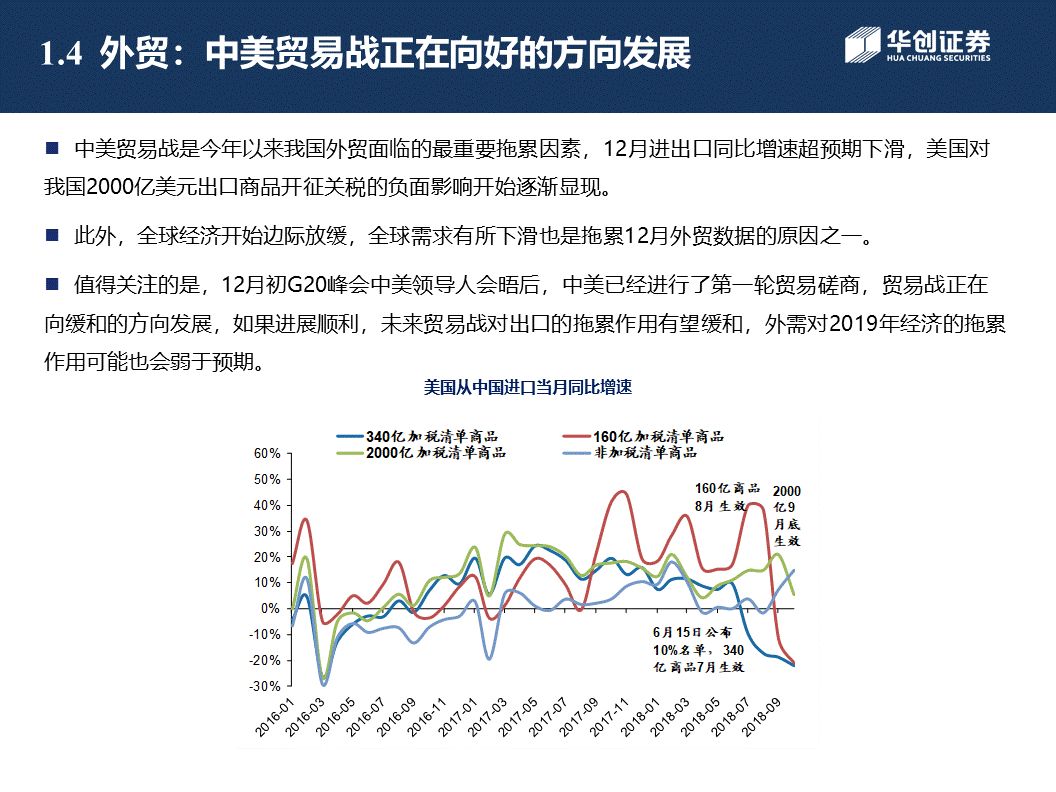 1.4 外贸：中美贸易战正在向好的方向发展
华创证券
HUA CHUANG SECURITIES
■ 中美贸易战是今年以来我国外贸面临的最重要拖累因素，12月进出口同比增速超预期下滑，美国对
我国2000亿美元出口商品开征关税的负面影响开始逐渐显现。
■ 此外，全球经济开始边际放缓，全球需求有所下滑也是拖累12月外贸数据的原因之一。
■ 值得关注的是，12月初G20峰会中美领导人会晤后，中美已经进行了第一轮贸易磋商，贸易战正在
向缓和的方向发展，如果进展顺利，未来贸易战对出口的拖累作用有望缓和，外需对2019年经济的拖累
作用可能也会弱于预期。
美国从中国进口当月同比增速
340亿加税清单商品
160亿加税清单商品
2000亿加税清单商品
非加税清单商品
60%
50%
40%
30%
20%
10%
0%
-10%
-20%
-30%
160亿商品
8月生效
2000
亿9
月底
生效
6月15日公布
10%名单，340
亿商品7月生效
2016-01
2016-03
2016-05
2016-07
2016-09
2016-11
2017-01
2017-03
2017-05
2017-07
2017-09
2017-11
2018-01
2018-03
2018-05
2018-07
2018-09